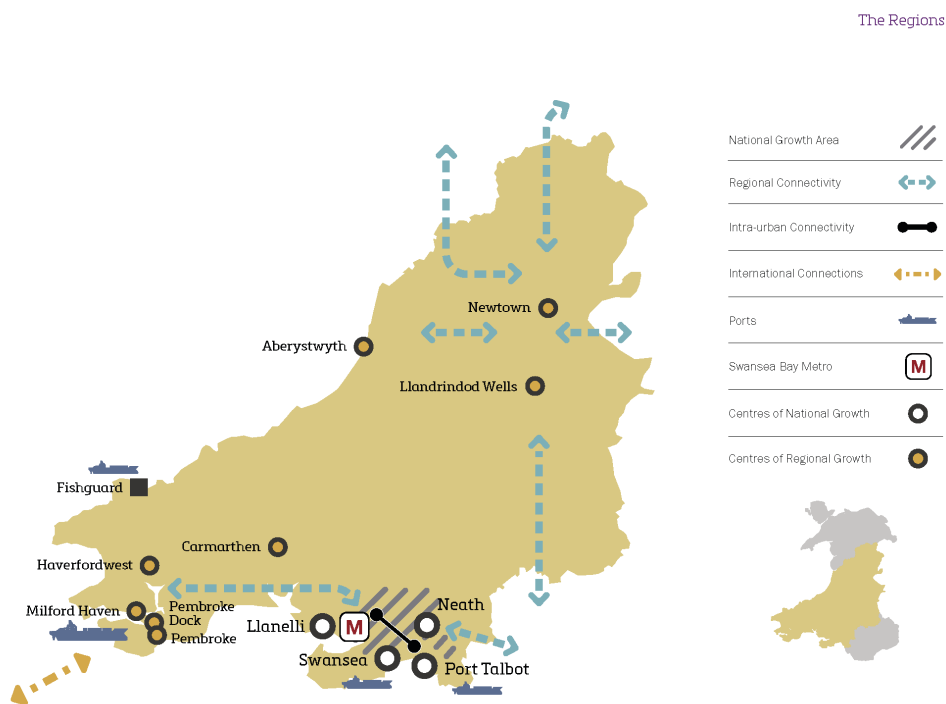 The Regions
National Growth Area
Regional Connectivity
Intra-urban Connectivity
International Connections
Ports
Swansea Bay Metro
M
Centres of National Growth
Centres of Regional Growth
Newtown
Aberystwyth
Llandrindod Wells
Fishguard
Carmarthen
Haverfordwest
Milford Haven
Pembroke
Dock
Pembroke
Neath
Llanelli
M
Swansea
Port Talbot